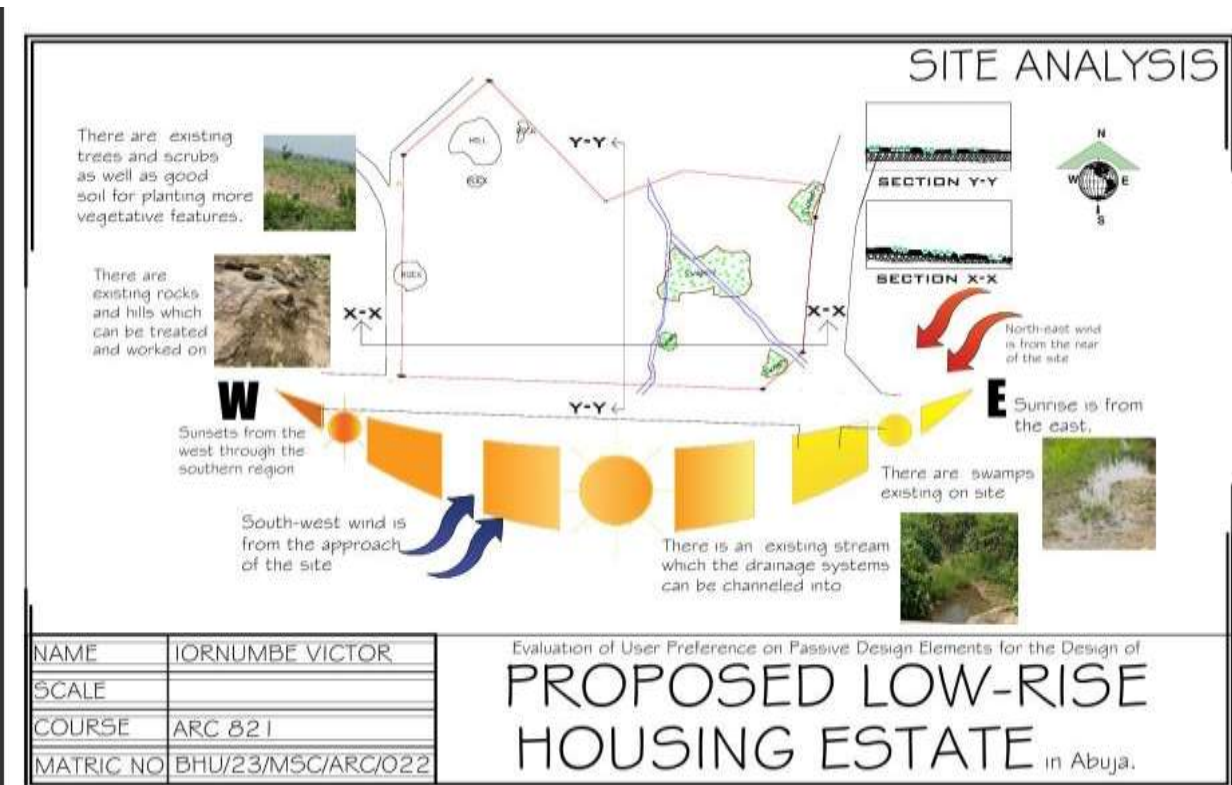 SITE ANALYSIS
There are existing
trees and scrubs
as well as good
soil for planting more
vegetative features.
There are
existing rocks
and hills which
can be treated
and worked on
HILL
ROCK
ROCK
Y-Y
X-X
X-X
Y-Y
Swamp
SECTION Y-Y
SECTION X-X
N
W
E
S
North-east wind
is from the rear
of the site
W
Sunsets from the
west through the
southern region
E
Sunrise is from
the east.
There are swamps
existing on site
South-west wind is
from the approach
of the site
There is an existing stream
which the drainage systems
can be channeled into
NAME IORNUMBE VICTOR
SCALE
COURSE ARC 821
MATRIC NO BHU/23/MSC/ARC/022
Evaluation of User Preference on Passive Design Elements for the Design of
PROPOSED LOW-RISE
HOUSING ESTATE in Abuja.